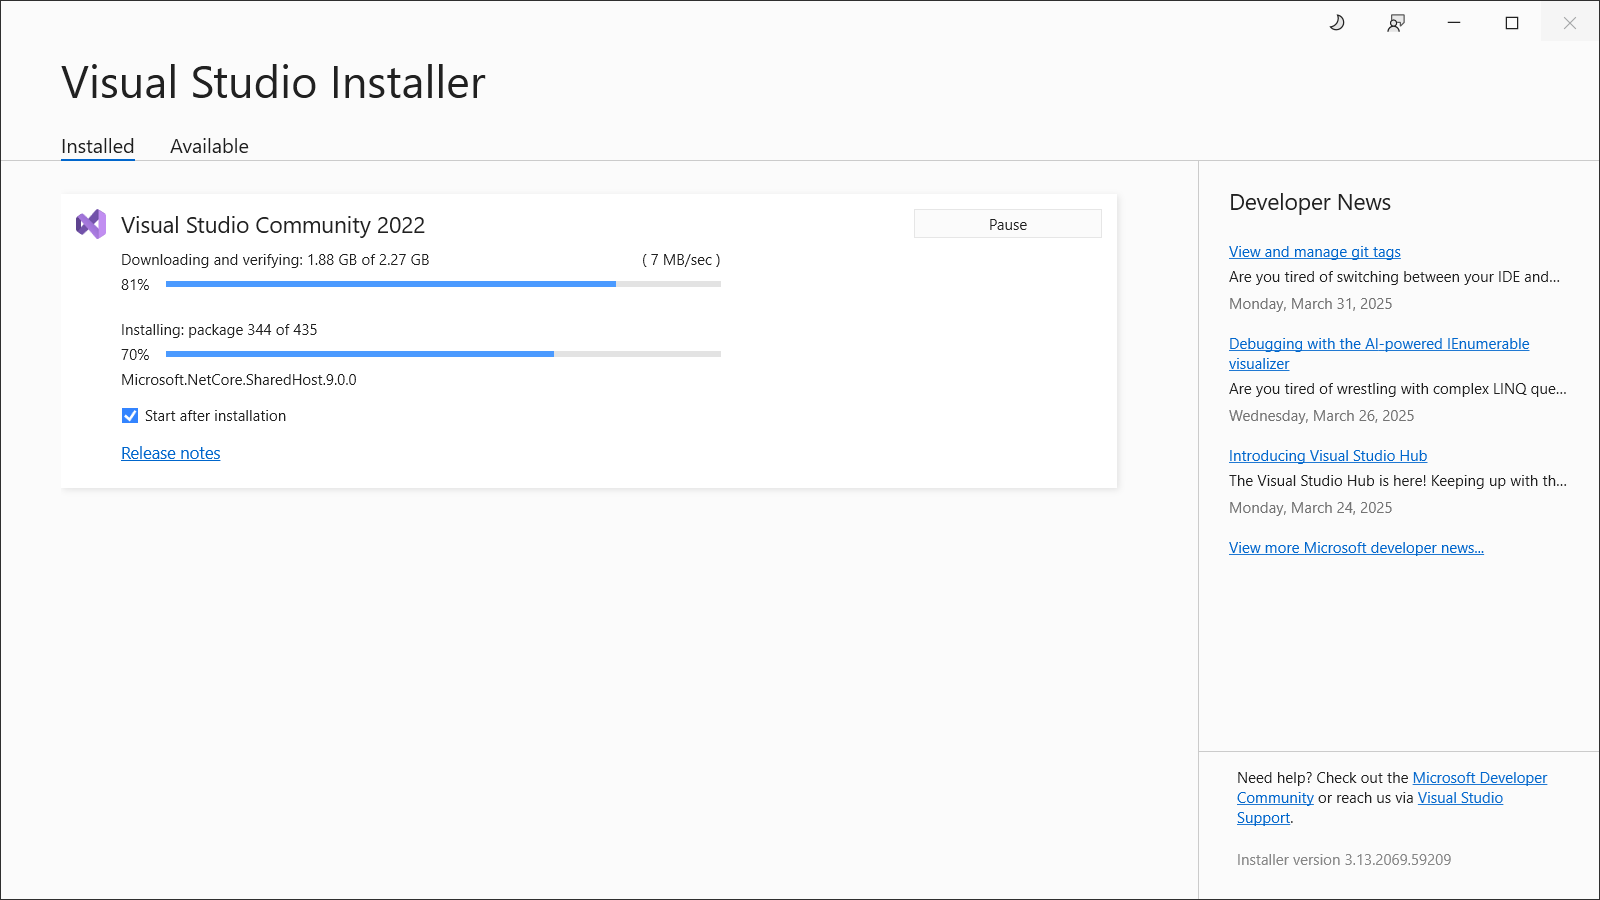 Visual Studio Installer
Installed
Available
Visual Studio Community 2022
Pause
Downloading and verifying: 1.88 GB of 2.27 GB
( 7 MB/sec )
81%
Installing: package 344 of 435
70%
Microsoft.NetCore.SharedHost.9.0.0
Start after installation
Release notes
Developer News
View and manage git tags
Are you tired of switching between your IDE and...
Monday, March 31, 2025
Debugging with the AI-powered IEnumerable
visualizer
Are you tired of wrestling with complex LINQ que...
Wednesday, March 26, 2025
Introducing Visual Studio Hub
The Visual Studio Hub is here! Keeping up with th...
Monday, March 24, 2025
View more Microsoft developer news...
Need help? Check out the Microsoft Developer
Community or reach us via Visual Studio
Support.
Installer version 3.13.2069.59209